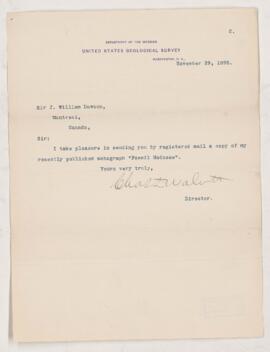 C.
DEPARTMENT OF THE INTERIOR
UNITED STATES GEOLOGICAL SURVEY
WASHINGTON, D. C.
November 29, 1898.
Sir J. William Dawson,
Montreal,
Canada.
Sir:
I take pleasure in sending you by registered mail a copy of my
recently published monograph "Fossil Medusae".
Yours very truly,
Chas D Walcott
Director.